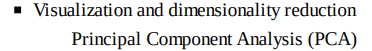 ▪ Visualization and dimensionality reduction
Principal Component Analysis (PCA)